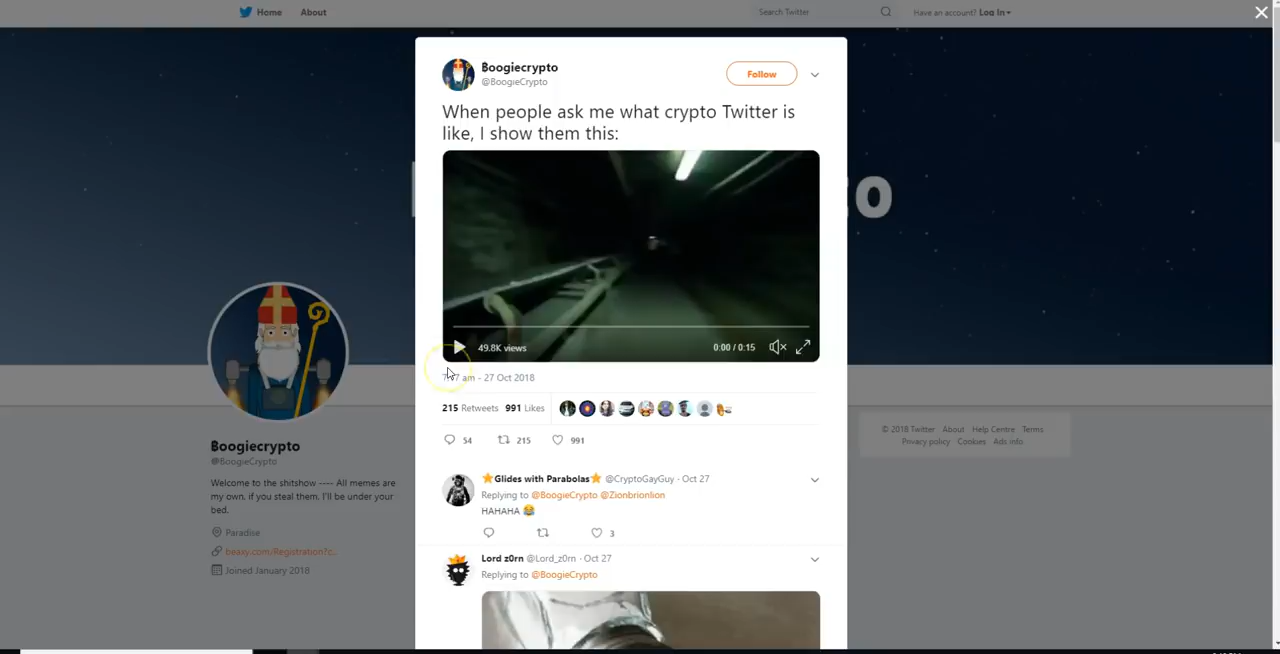 Home
About
Search Twitter
Have an account? Log In
Boogiecrypto
@BoogieCrypto
Follow
When people ask me what crypto Twitter is
like, I show them this:
49.8K views
0:00 / 0:15
am - 27 Oct 2018
215 Retweets 991 Likes
54
215
991
⭐Glides with Parabolas⭐ @CryptoGayGuy · Oct 27
Replying to @BoogieCrypto @Zionbrionlion
HAHAHA 😂
3
Lord z0rn @Lord_z0rn · Oct 27
Replying to @BoogieCrypto
o
Boogiecrypto
@BoogieCrypto
Welcome to the shitshow ---- All memes are
my own. if you steal them. I'll be under your
bed.
Paradise
beaxy.com/Registration?c...
Joined January 2018
© 2018 Twitter About Help Centre Terms
Privacy policy Cookies Ads info